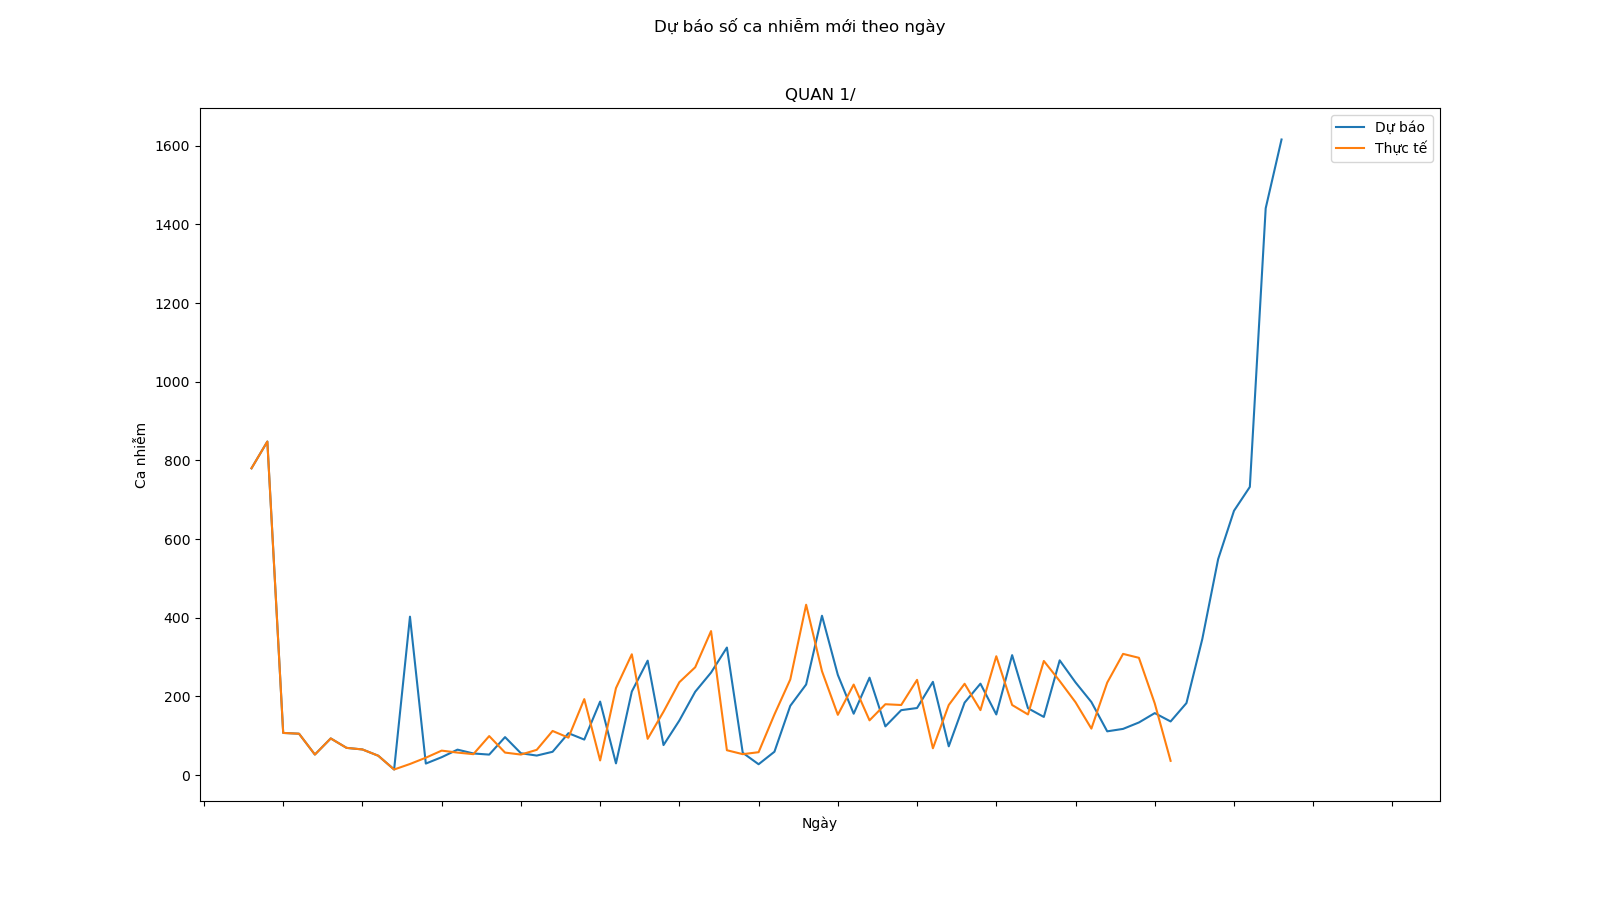 Dự báo số ca nhiễm mới theo ngày
QUAN 1/
Dự báo
Thực tế
1600
1400
1200
1000
800
600
400
200
0
Ca nhiễm
Ngày